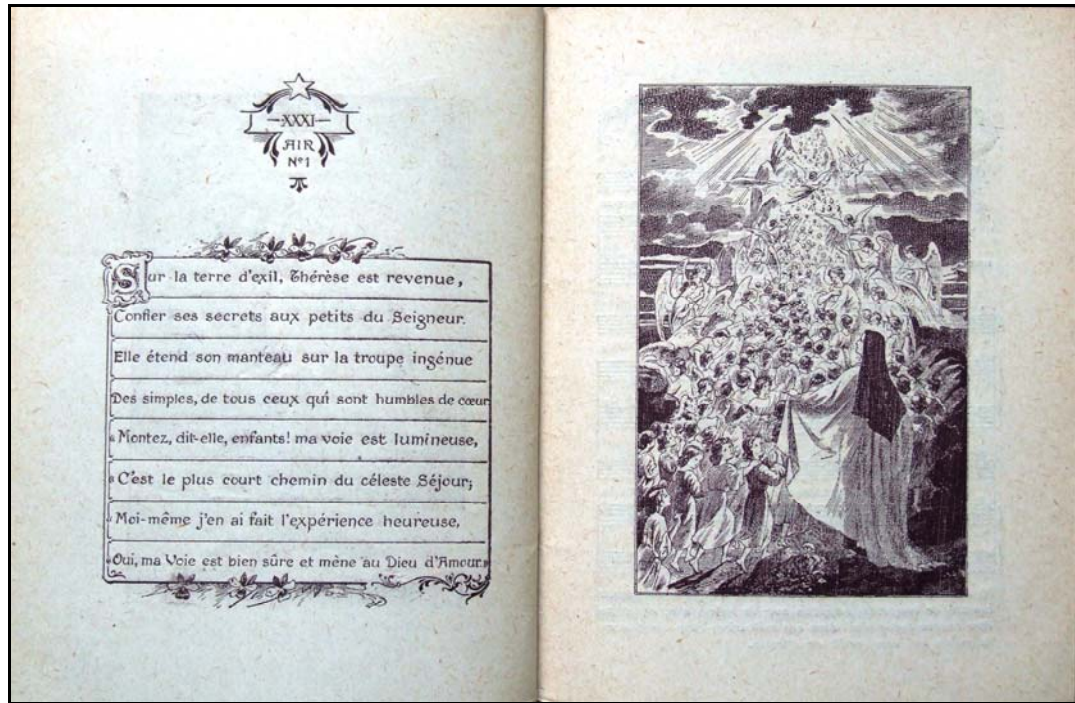 XXXI
AIR
Nº1
Sur la terre d'exil, Thérèse est revenue,
Confier ses secrets aux petits du Seigneur.
Elle étend son manteau sur la troupe ingénue
Des simples, de tous ceux qui sont humbles de cœur
«Montez, dit-elle, enfants! ma voie est lumineuse,
«C'est le plus court chemin du céleste Séjour;
«Moi-même j'en ai fait l'expérience heureuse,
«Oui, ma Voie est bien sûre et mène au Dieu d'Amour.»